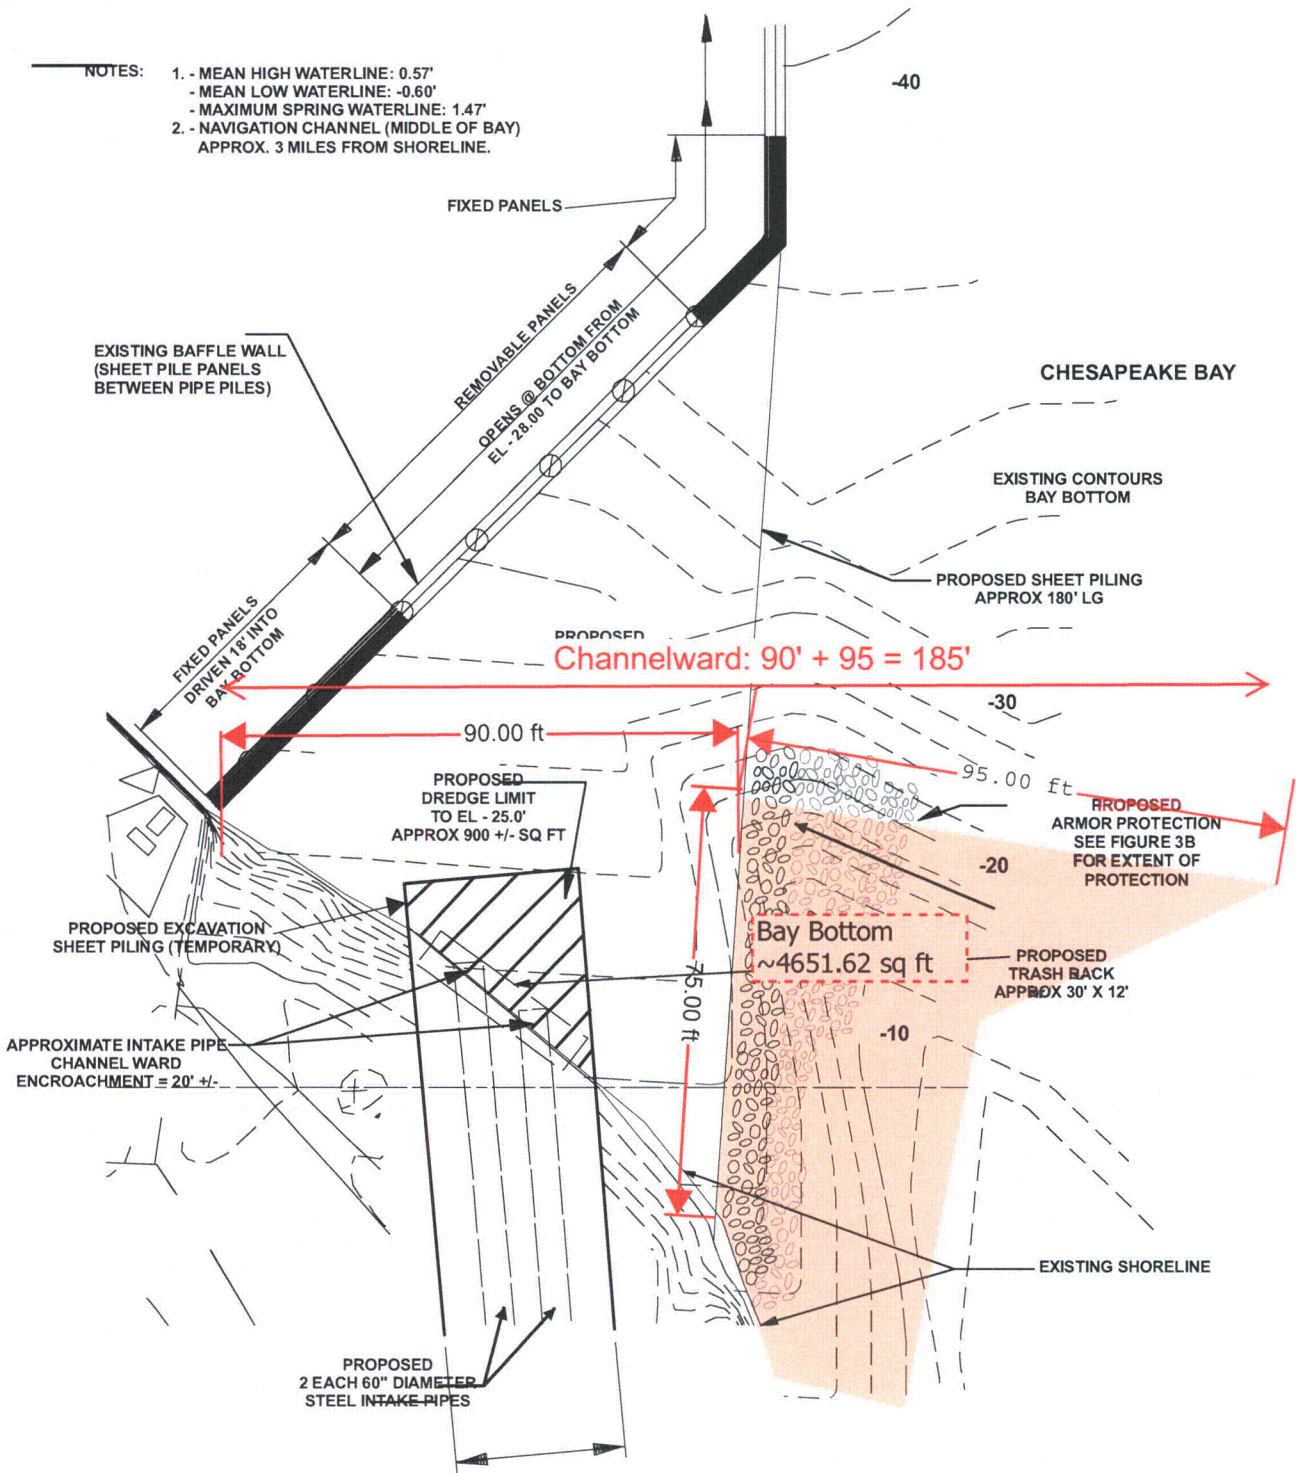 NOTES: 1. - MEAN HIGH WATERLINE: 0.57'
- MEAN LOW WATERLINE: -0.60'
- MAXIMUM SPRING WATERLINE: 1.47'
2. - NAVIGATION CHANNEL (MIDDLE OF BAY)
APPROX. 3 MILES FROM SHORELINE.
-40
FIXED PANELS
REMOVABLE PANELS
OPENS @ BOTTOM FROM
EL - 28.00 TO BAY BOTTOM
EXISTING BAFFLE WALL
(SHEET PILE PANELS
BETWEEN PIPE PILES)
CHESAPEAKE BAY
EXISTING CONTOURS
BAY BOTTOM
PROPOSED SHEET PILING
APPROX 180' LG
FIXED PANELS
DRIVEN 18' INTO
BAY BOTTOM
PROPOSED
Channelward: 90' + 95 = 185'
-30
90.00 ft
95.00 ft
PROPOSED
DREDGE LIMIT
TO EL - 25.0'
APPROX 900 +/- SQ FT
PROPOSED
ARMOR PROTECTION
SEE FIGURE 3B
FOR EXTENT OF
PROTECTION
-20
PROPOSED EXCAVATION
SHEET PILING (TEMPORARY)
75.00 ft
Bay Bottom
~4651.62 sq ft
PROPOSED
TRASH RACK
APPROX 30' X 12'
-10
APPROXIMATE INTAKE PIPE
CHANNEL WARD
ENCROACHMENT = 20' +/-
EXISTING SHORELINE
PROPOSED
2 EACH 60" DIAMETER
STEEL INTAKE PIPES